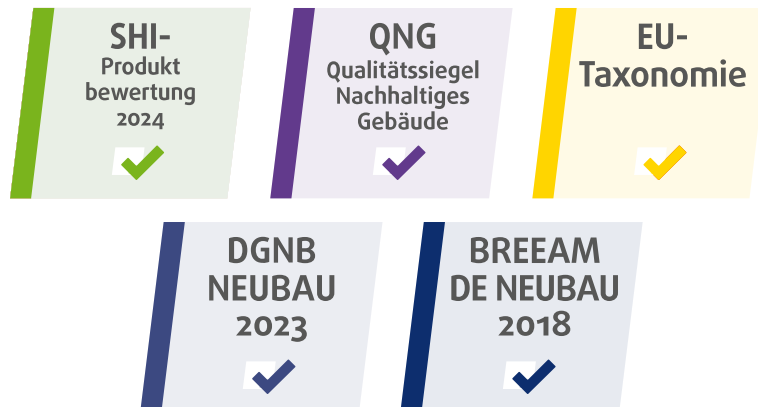 SHI-
Produkt
bewertung
2024
QNG
Qualitätssiegel
Nachhaltiges
Gebäude
EU-
Taxonomie
DGNB
NEUBAU
2023
BREEAM
DE NEUBAU
2018